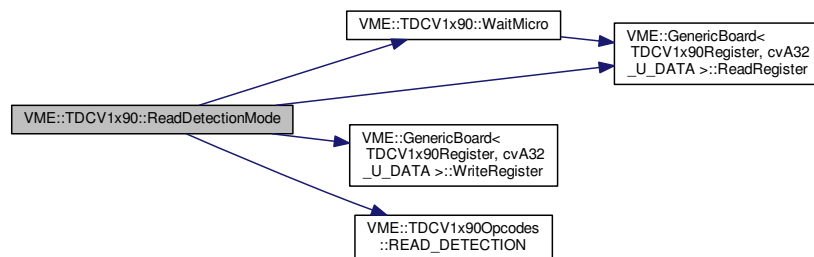 VME::TDCV1x90::WaitMicro
VME::GenericBoard<
TDCV1x90Register, cvA32
_U_DATA >::ReadRegister
VME::TDCV1x90::ReadDetectionMode
VME::GenericBoard<
TDCV1x90Register, cvA32
_U_DATA >::WriteRegister
VME::TDCV1x90Opcodes
::READ_DETECTION